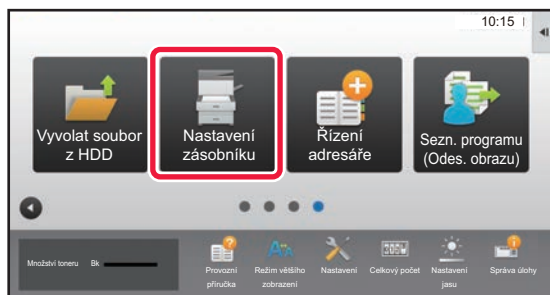 10:15
Vyvolat soubor
z HDD
Nastavení
zásobníku
Řízení
adresáře
Sezn. programu
(Odes. obrazu)
Množství toneru Bk
Provozní
příručka
Režim většího
zobrazení
Nastavení
Celkový počet
Nastavení
jasu
Správa úlohy